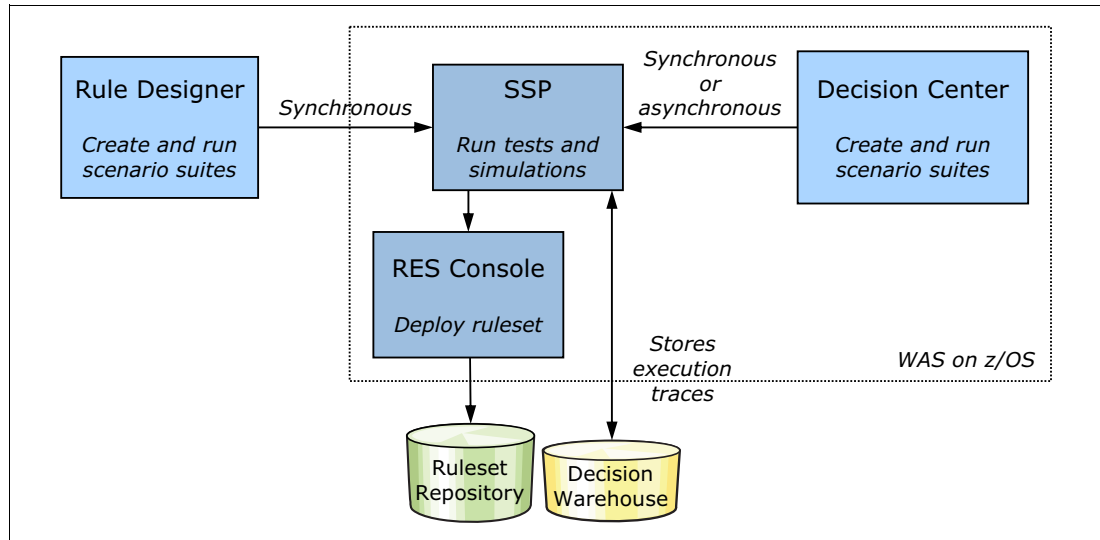 Rule Designer
Create and run
scenario suites
Synchronous
SSP
Run tests and
simulations
Synchronous
or
asynchronous
Decision Center
Create and run
scenario suites
RES Console
Deploy ruleset
Stores
execution
traces
WAS on z/OS
Ruleset
Repository
Decision
Warehouse